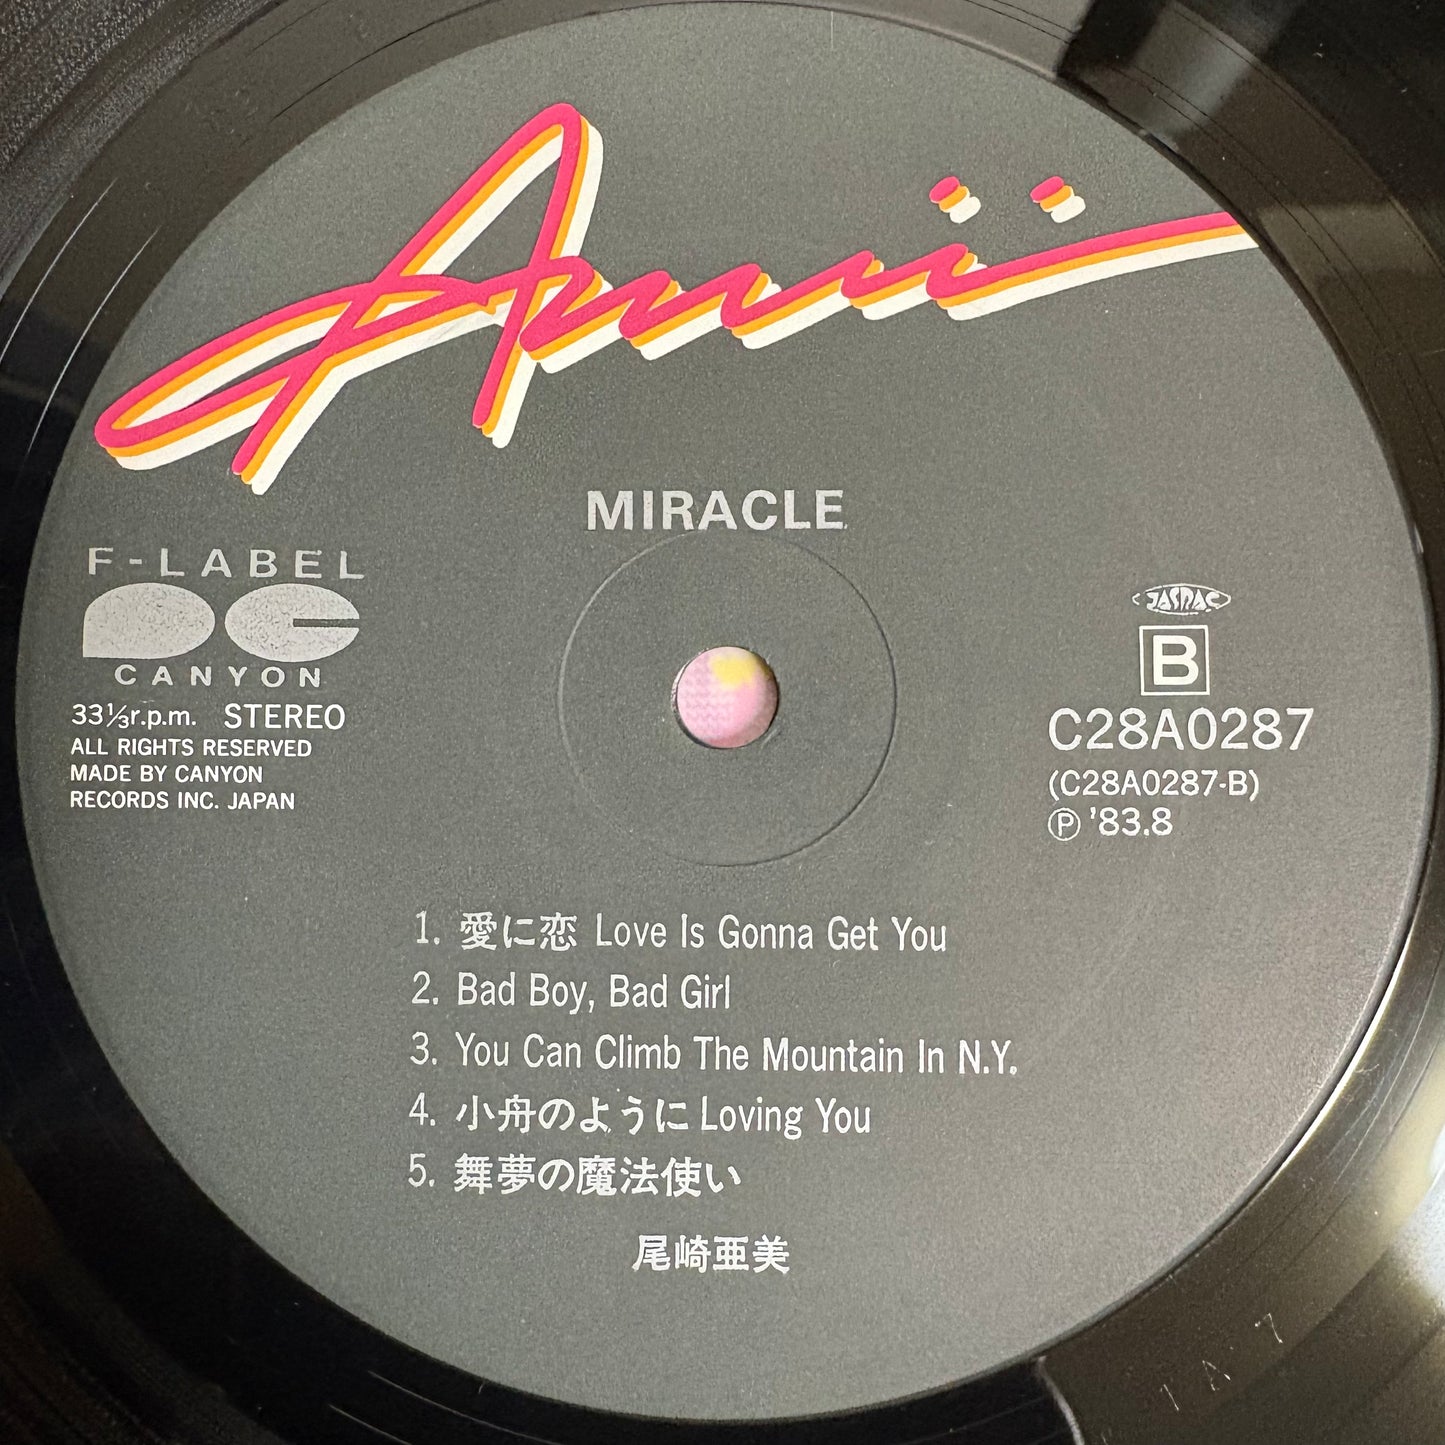 Amii
MIRACLE
F-LABEL
CANYON
33⅓r.p.m. STEREO
ALL RIGHTS RESERVED
MADE BY CANYON
RECORDS INC. JAPAN
JASRAC
B
C28A0287
(C28A0287-B)
Ⓟ '83.8
1. 愛に恋 Love Is Gonna Get You
2. Bad Boy, Bad Girl
3. You Can Climb The Mountain In N.Y.
4. 小舟のように Loving You
5. 舞夢の魔法使い
尾崎亜美
1 A 7